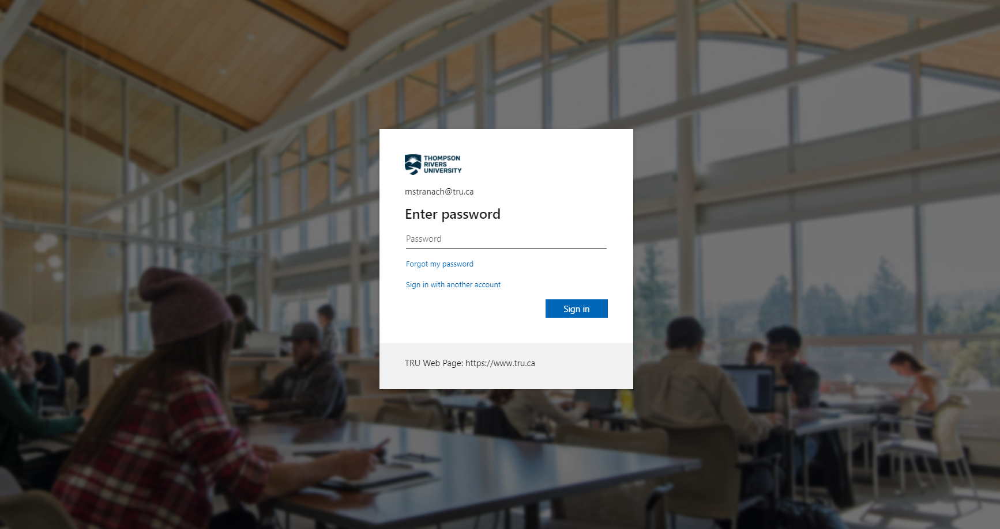 THOMPSON
RIVERS
UNIVERSITY
mstranach@tru.ca
Enter password
Password
Forgot my password
Sign in with another account
Sign in
TRU Web Page: https://www.tru.ca